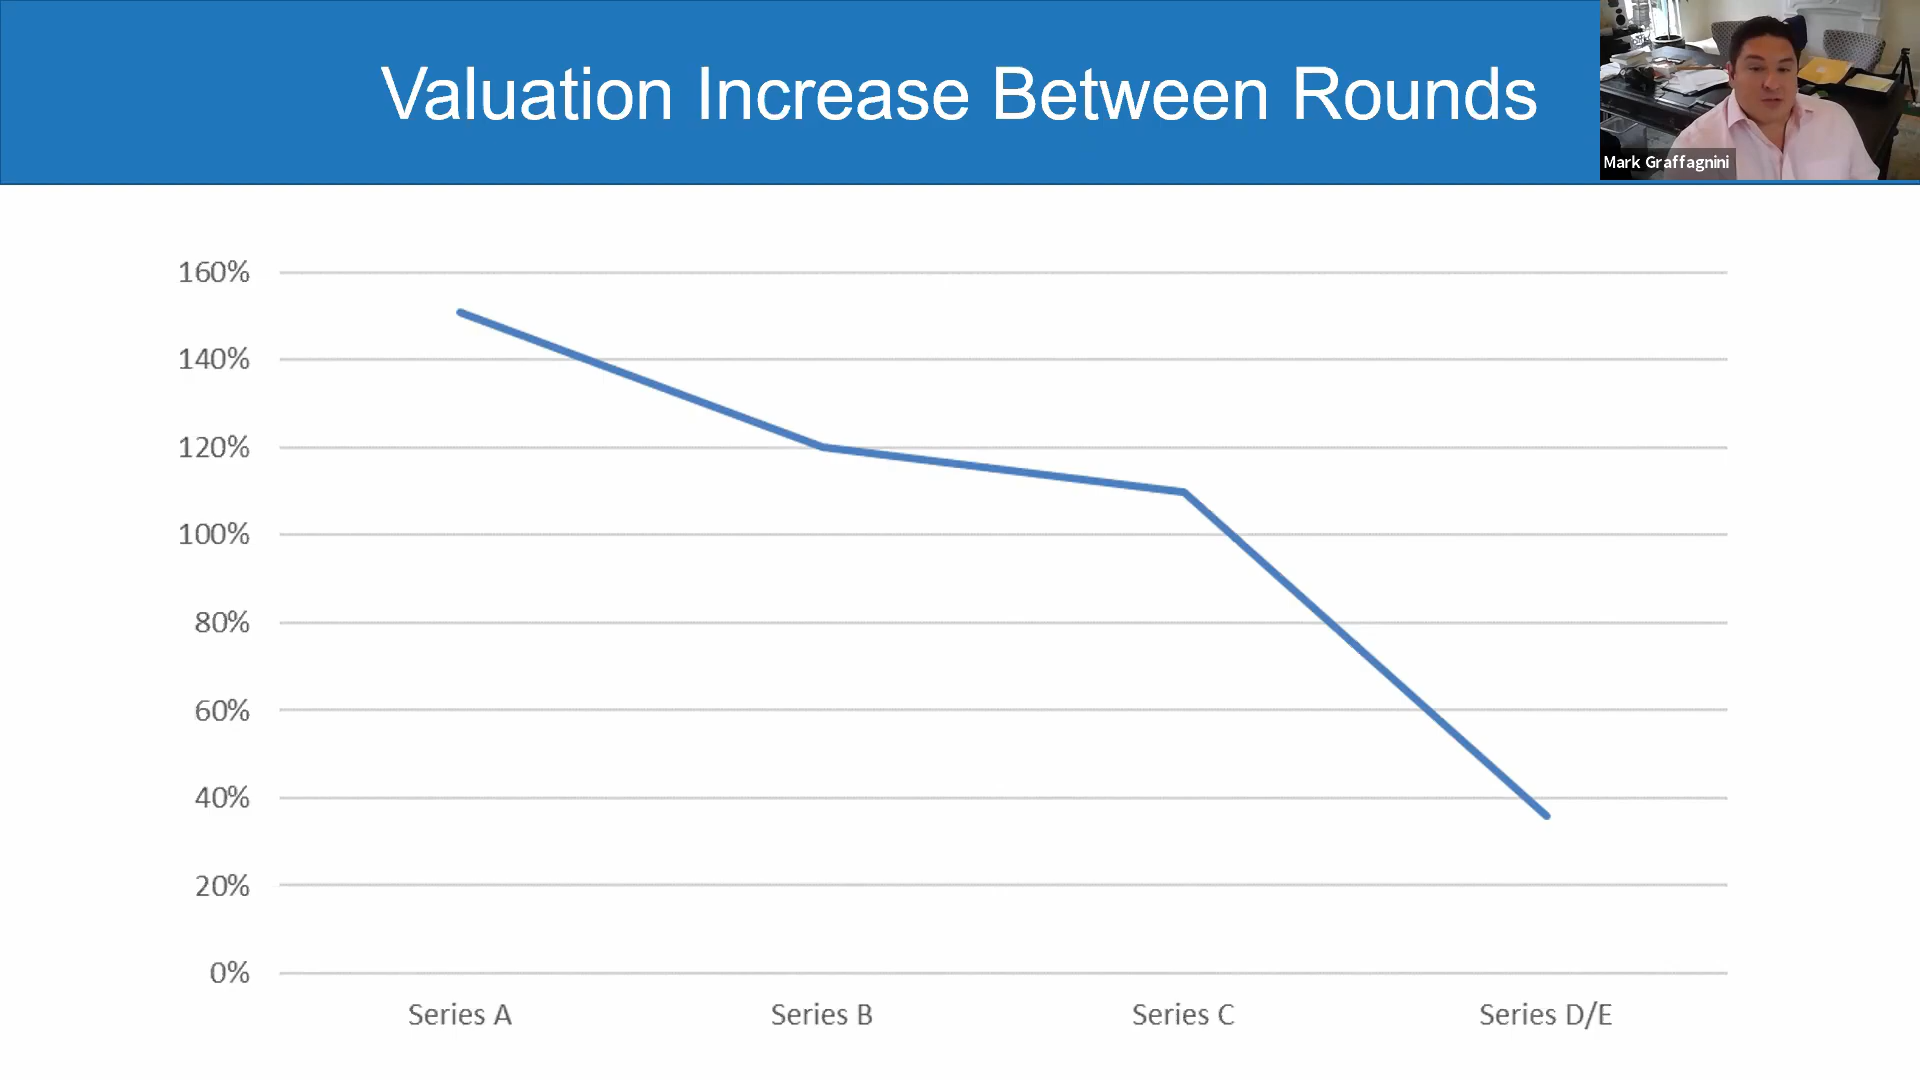 Valuation Increase Between Rounds
Mark Graffagnini
160%
140%
120%
100%
80%
60%
40%
20%
0%
Series A
Series B
Series C
Series D/E